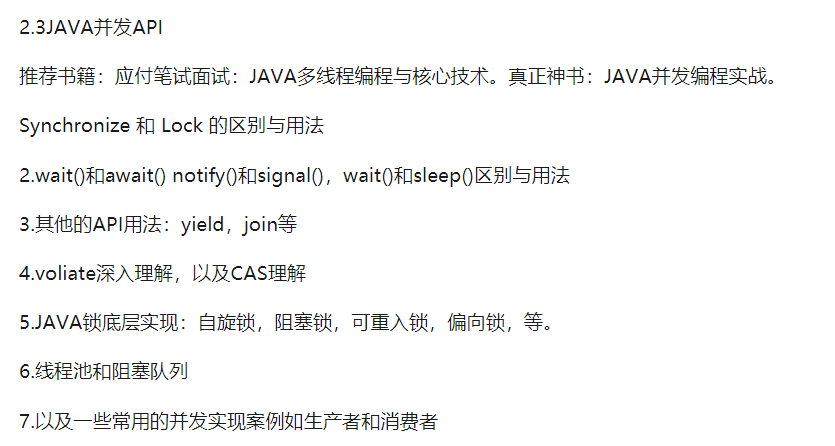 2.3JAVA并发API
推荐书籍：应付笔试面试：JAVA多线程编程与核心技术。真正神书：JAVA并发编程实战。
Synchronize 和 Lock 的区别与用法
2.wait()和await() notify()和signal()，wait()和sleep()区别与用法
3.其他的API用法：yield，join等
4.voliate深入理解，以及CAS理解
5.JAVA锁底层实现：自旋锁，阻塞锁，可重入锁，偏向锁，等。
6.线程池和阻塞队列
7.以及一些常用的并发实现案例如生产者和消费者